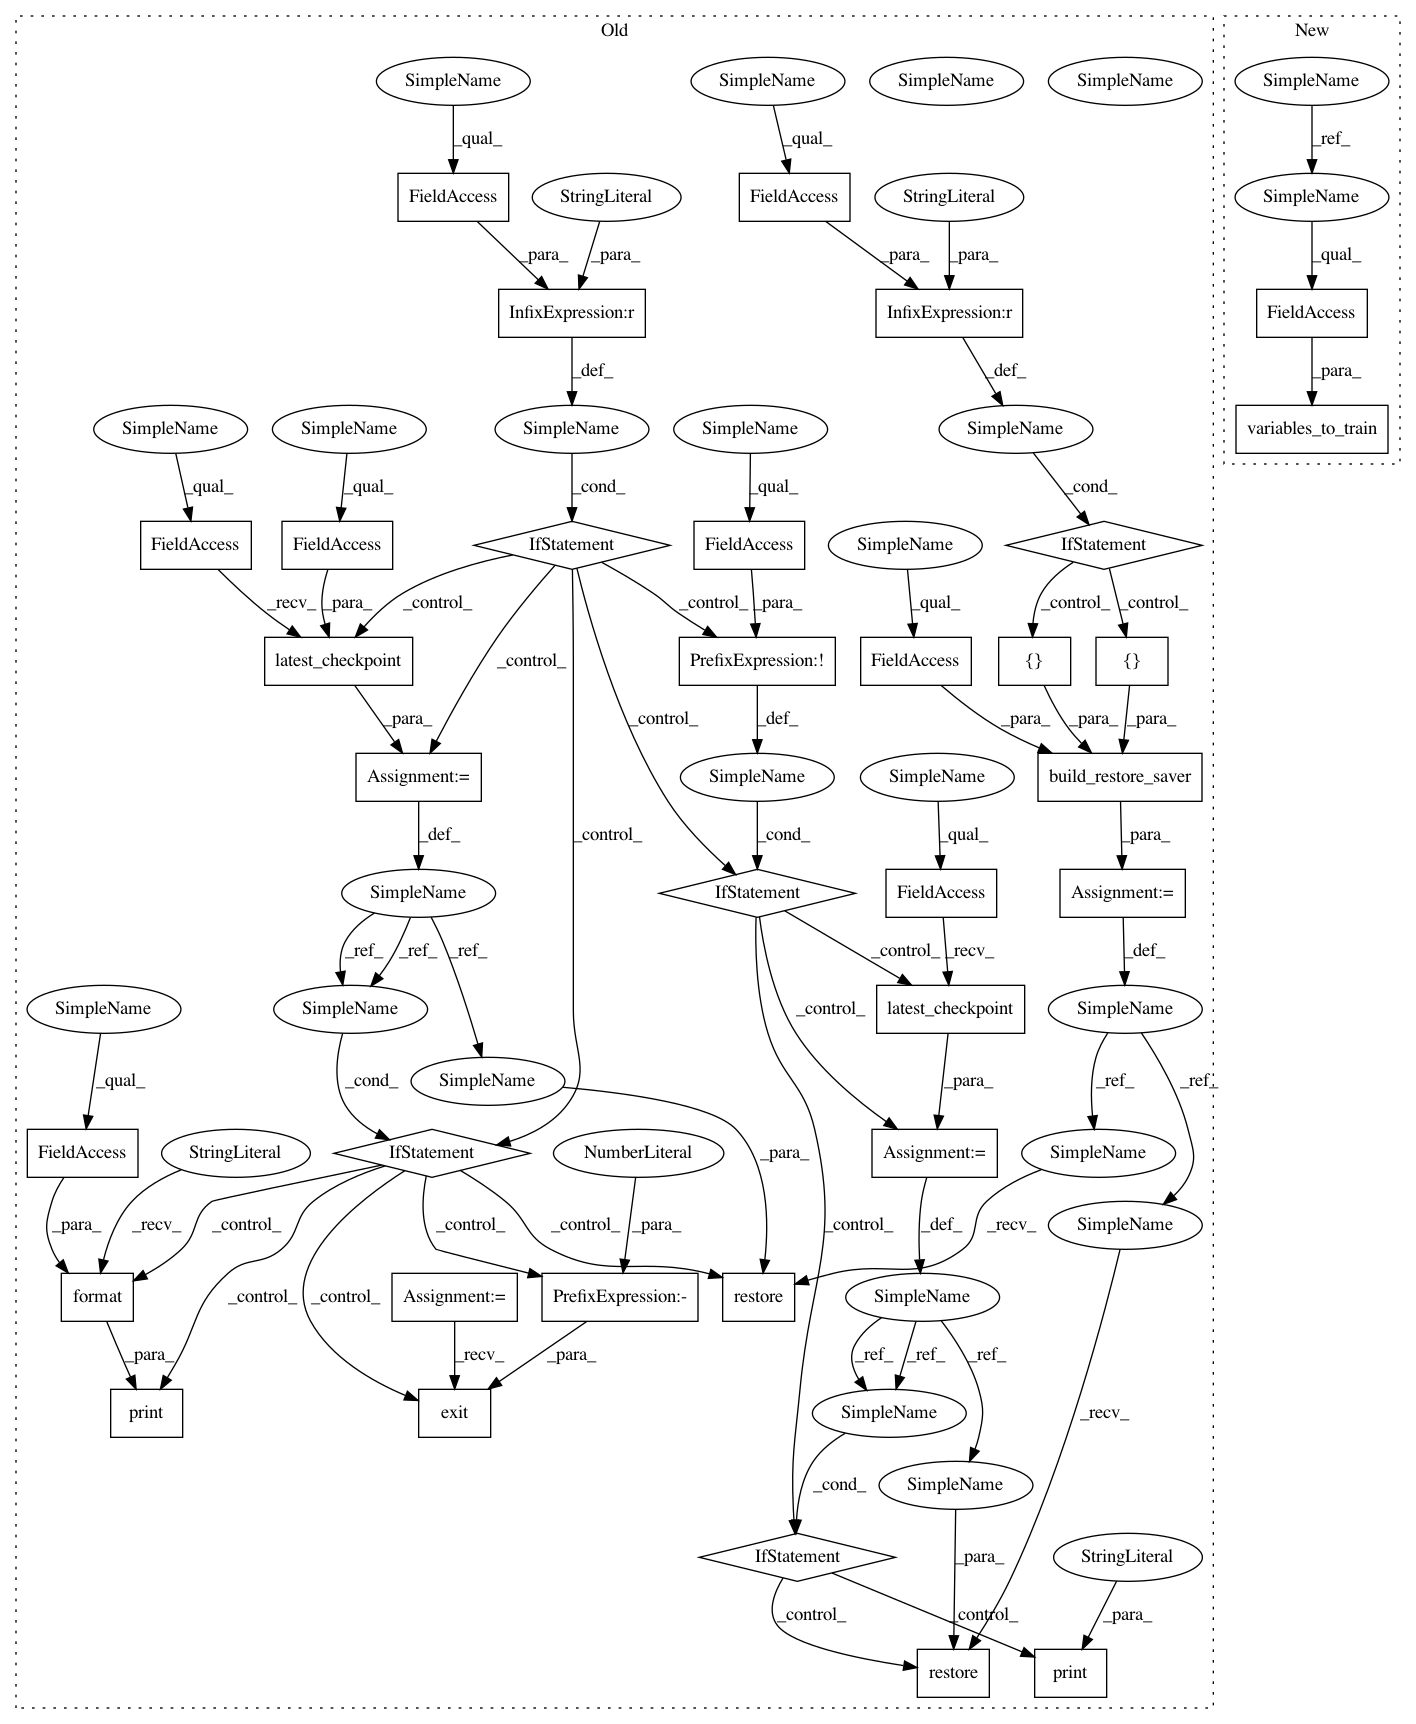 Old
New
SimpleName
SimpleName
SimpleName
SimpleName
SimpleName
_qual_
_qual_
_ref_
FieldAccess
StringLiteral
FieldAccess
StringLiteral
SimpleName
_para_
_para_
_para_
_para_
_qual_
InfixExpression:r
InfixExpression:r
FieldAccess
_def_
_def_
_para_
SimpleName
SimpleName
SimpleName
SimpleName
SimpleName
variables_to_train
_qual_
_qual_
_cond_
_qual_
_cond_
FieldAccess
FieldAccess
IfStatement
FieldAccess
SimpleName
IfStatement
_recv_
_para_
_control_
_control_
_para_
_qual_
_control_
_control_
latest_checkpoint
_control_
PrefixExpression:!
FieldAccess
{}
{}
_para_
_control_
_def_
_para_
_para_
_para_
Assignment:=
SimpleName
SimpleName
build_restore_saver
_def_
_control_
_cond_
_qual_
_para_
SimpleName
IfStatement
FieldAccess
Assignment:=
_ref_
_ref_
_ref_
_control_
_recv_
_def_
SimpleName
SimpleName
_control_
latest_checkpoint
SimpleName
_qual_
_cond_
SimpleName
_para_
_ref_
_ref_
FieldAccess
StringLiteral
IfStatement
NumberLiteral
_para_
Assignment:=
SimpleName
_para_
_recv_
_control_
_control_
_para_
_control_
_control_
_def_
_recv_
SimpleName
format
_control_
_control_
Assignment:=
PrefixExpression:-
restore
SimpleName
_para_
_recv_
_para_
_ref_
_ref_
_ref_
print
exit
SimpleName
_recv_
_cond_
SimpleName
IfStatement
_para_
StringLiteral
_control_
_control_
_para_
restore
print